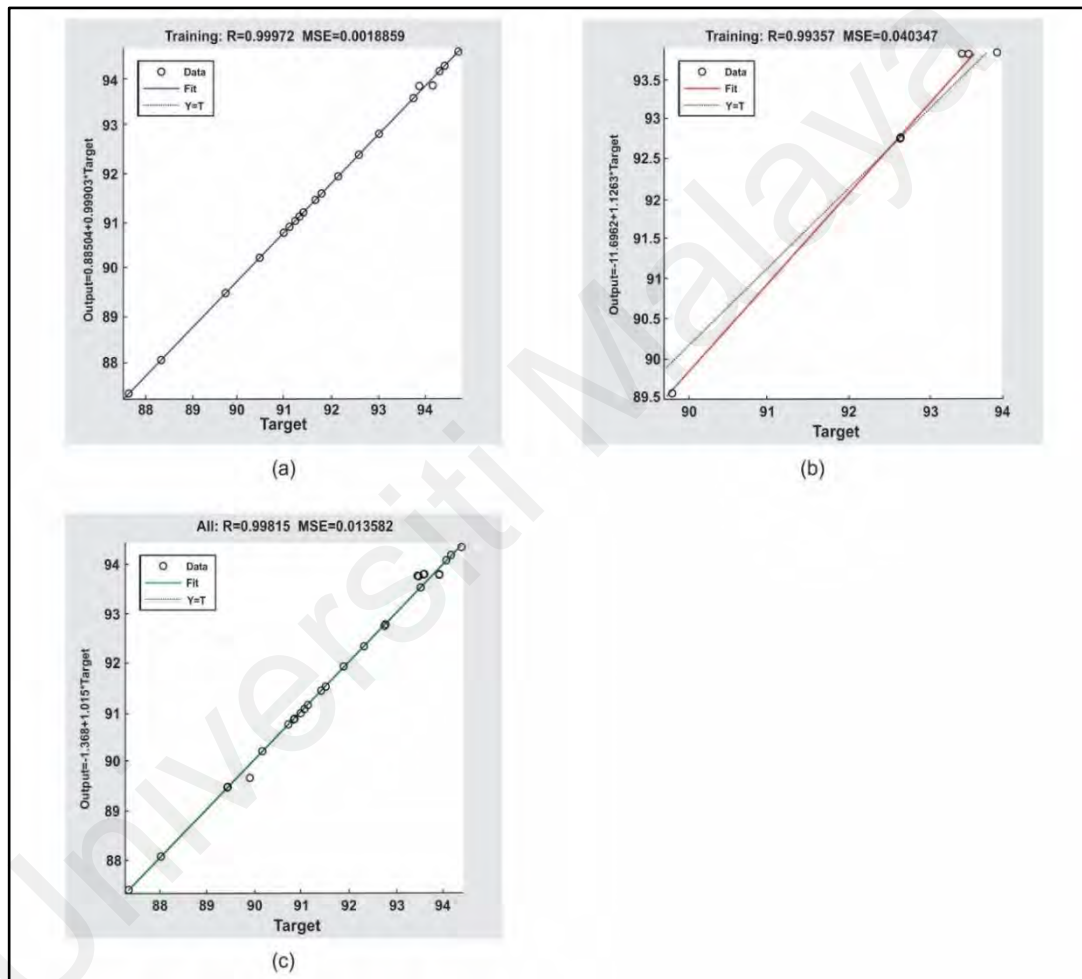 Training: R=0.99972 MSE=0.0018859
Data
Fit
Y=T
Output=0.88504+0.99903*Target
94
93
92
91
90
89
88
88 89 90 91 92 93 94
Target
(a)
Training: R=0.99357 MSE=0.040347
Data
Fit
Y=T
Output=-11.6962+1.1263*Target
93.5
93
92.5
92
91.5
91
90.5
90
89.5
90 91 92 93 94
Target
(b)
All: R=0.99815 MSE=0.013582
Data
Fit
Y=T
Output=-1.368+1.015*Target
94
93
92
91
90
89
88
88 89 90 91 92 93 94
Target
(c)
Universiti Malaya